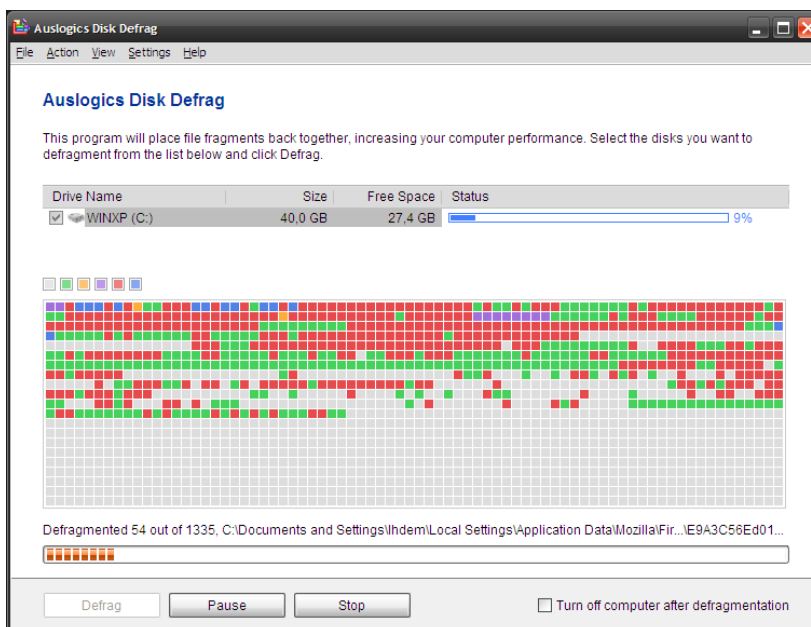 Auslogics Disk Defrag
File Action View Settings Help
Auslogics Disk Defrag
This program will place file fragments back together, increasing your computer performance. Select the disks you want to
defragment from the list below and click Defrag.
Drive Name Size Free Space Status
WINXP (C:) 40,0 GB 27,4 GB 9%
Defragmented 54 out of 1335, C:\Documents and Settings\lhdem\Local Settings\Application Data\Mozilla\Fir...\E9A3C56Ed01...
Defrag Pause Stop Turn off computer after defragmentation